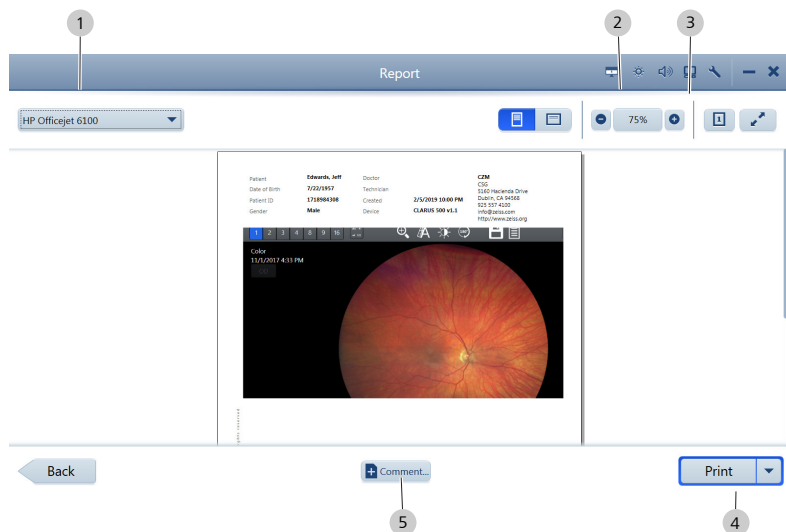 1 2 3
Report
HP Officejet 6100
75%
1
Patient Edwards, Jeff Doctor CZM
CSG
Date of Birth 7/22/1957 Technician 5160 Hacienda Drive
Patient ID 1718984308 Created 2/5/2019 10:00 PM Dublin, CA 94568
925 557 4100
Gender Male Device CLARUS 500 v1.1 info@zeiss.com
http://www.zeiss.org
1 2 3 4 8 9 16
Color
11/1/2017 4:33 PM
OD
Back
Comment...
Print
5 4